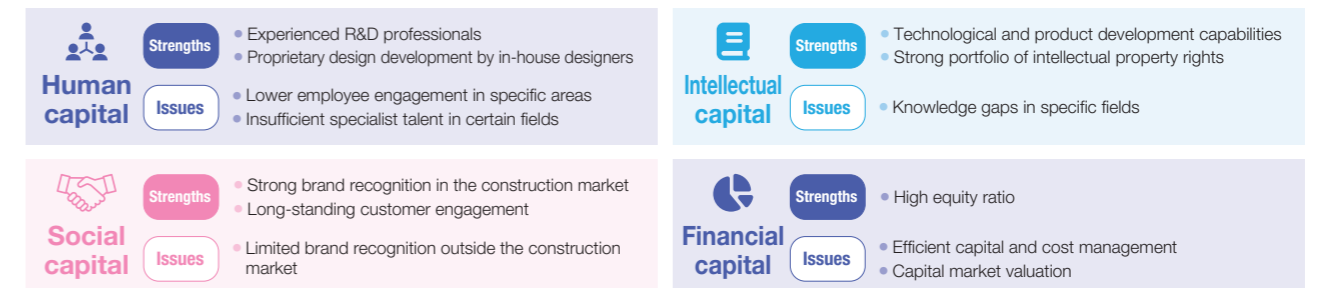 Human
capital
Strengths
Experienced R&D professionals
Proprietary design development by in-house designers
Issues
Lower employee engagement in specific areas
Insufficient specialist talent in certain fields
Intellectual
capital
Strengths
Technological and product development capabilities
Strong portfolio of intellectual property rights
Issues
Knowledge gaps in specific fields
Social
capital
Strengths
Strong brand recognition in the construction market
Long-standing customer engagement
Issues
Limited brand recognition outside the construction
market
Financial
capital
Strengths
High equity ratio
Issues
Efficient capital and cost management
Capital market valuation